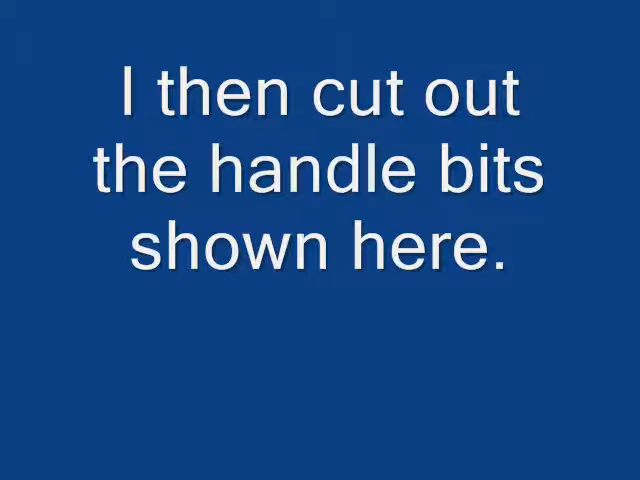 I then cut out
the handle bits
shown here.